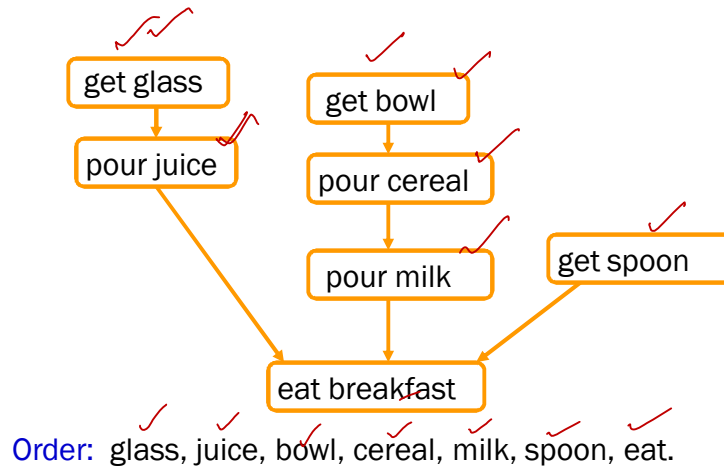 get glass
get bowl
pour juice
pour cereal
get spoon
pour milk
eat breakfast
Order: glass, juice, bowl, cereal, milk, spoon, eat.